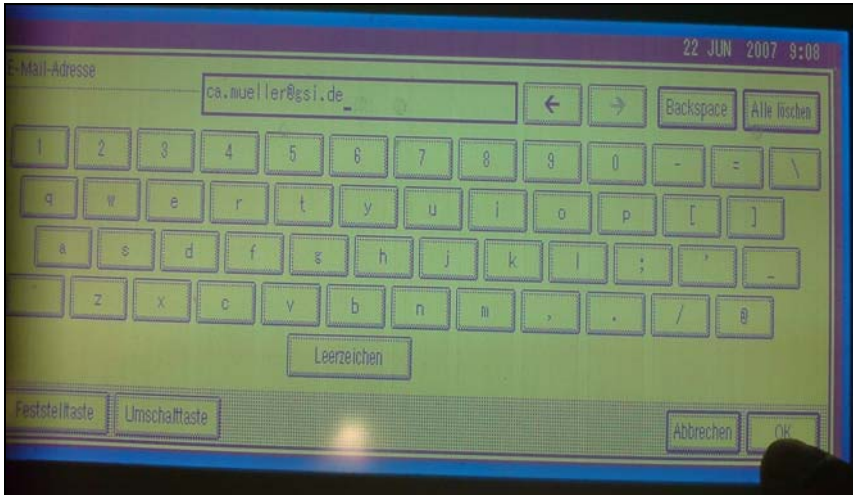 22 JUN 2007 9:08
E-Mail-Adresse
ca.mueller@gsi.de_
← → Backspace Alle löschen
1 2 3 4 5 6 7 8 9 0 - = \
q w e r t y u i o p [ ]
a s d f g h j k l ; ' _
z x c v b n m , . / @
Leerzeichen
Feststelltaste Umschalttaste Abbrechen OK